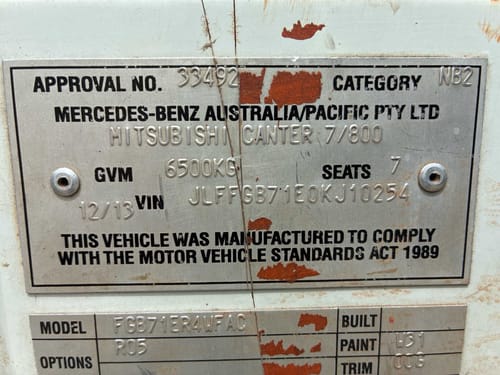 APPROVAL NO. 33492 CATEGORY NB2
MERCEDES-BENZ AUSTRALIA/PACIFIC PTY LTD
MITSUBISHI CANTER 7/800
GVM 6500KG SEATS 7
12/13 VIN JLFFGB71E0KJ10254
THIS VEHICLE WAS MANUFACTURED TO COMPLY
WITH THE MOTOR VEHICLE STANDARDS ACT 1989
MODEL FGB71ER4WFAC BUILT
OPTIONS R05 PAINT W31
TRIM